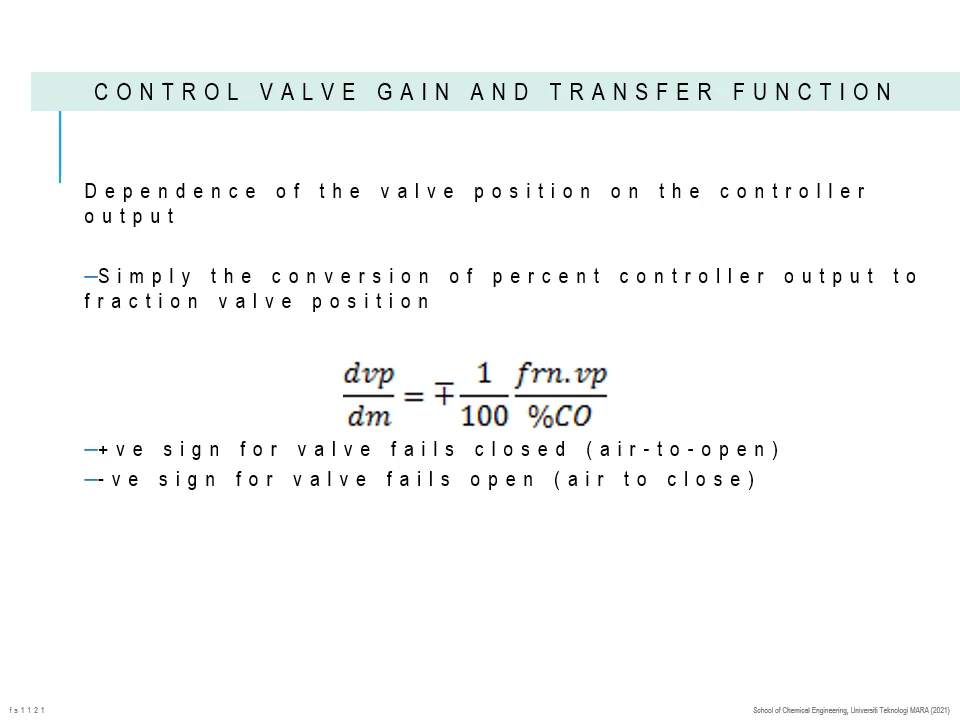 CONTROL VALVE GAIN AND TRANSFER FUNCTION
Dependence of the valve position on the controller
output
–Simply the conversion of percent controller output to
fraction valve position
dvp/dm = ∓ 1/100 frn.vp/%CO
–+ve sign for valve fails closed (air-to-open)
–-ve sign for valve fails open (air to close)
fs1121
School of Chemical Engineering, Universiti Teknologi MARA (2021)